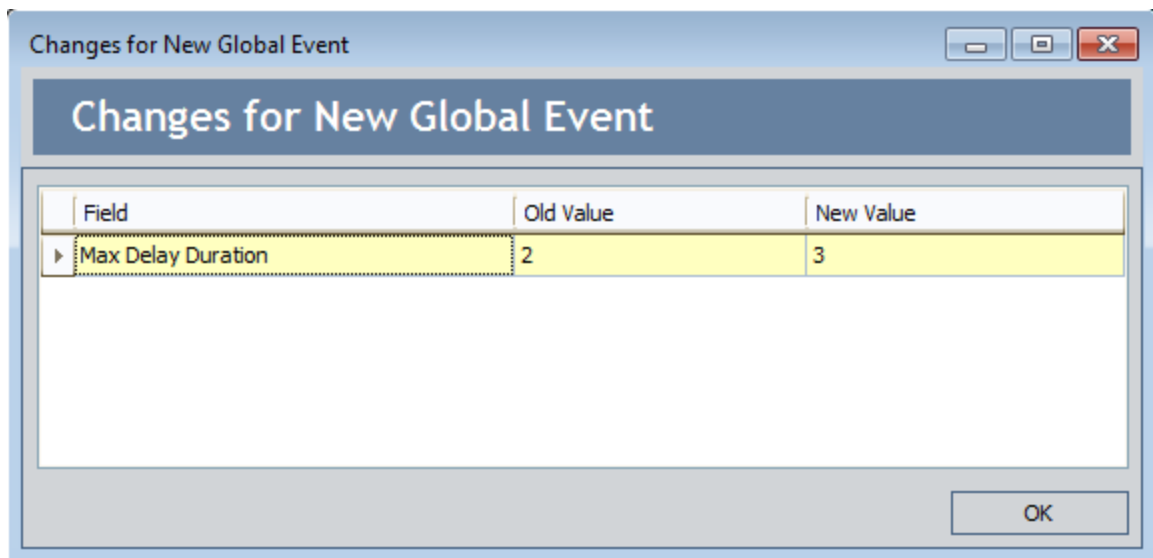 Changes for New Global Event
Changes for New Global Event
Field Old Value New Value
Max Delay Duration 2 3
OK